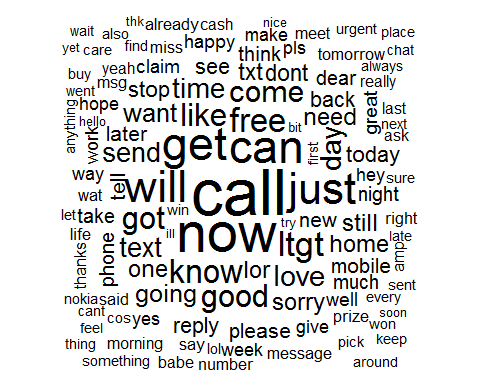 wait also thk already cash nice make meet urgent place
yet care find miss happy think pls tomorrow chat
buy yeah claim see txt dont dear always
went msg stop time come back really
anything hope want like free need great last
hello bit next
work later get can first day ask
send today
way will call just hey sure
wat tell night
let take got win now try new still right
life ill ltgt home late
thanks phone text amp
one know lor love mobile
much sent
nokia said going good sorry well every
cant cos yes prize soon
feel reply please give won
thing morning say lol week message pick keep
something babe number around